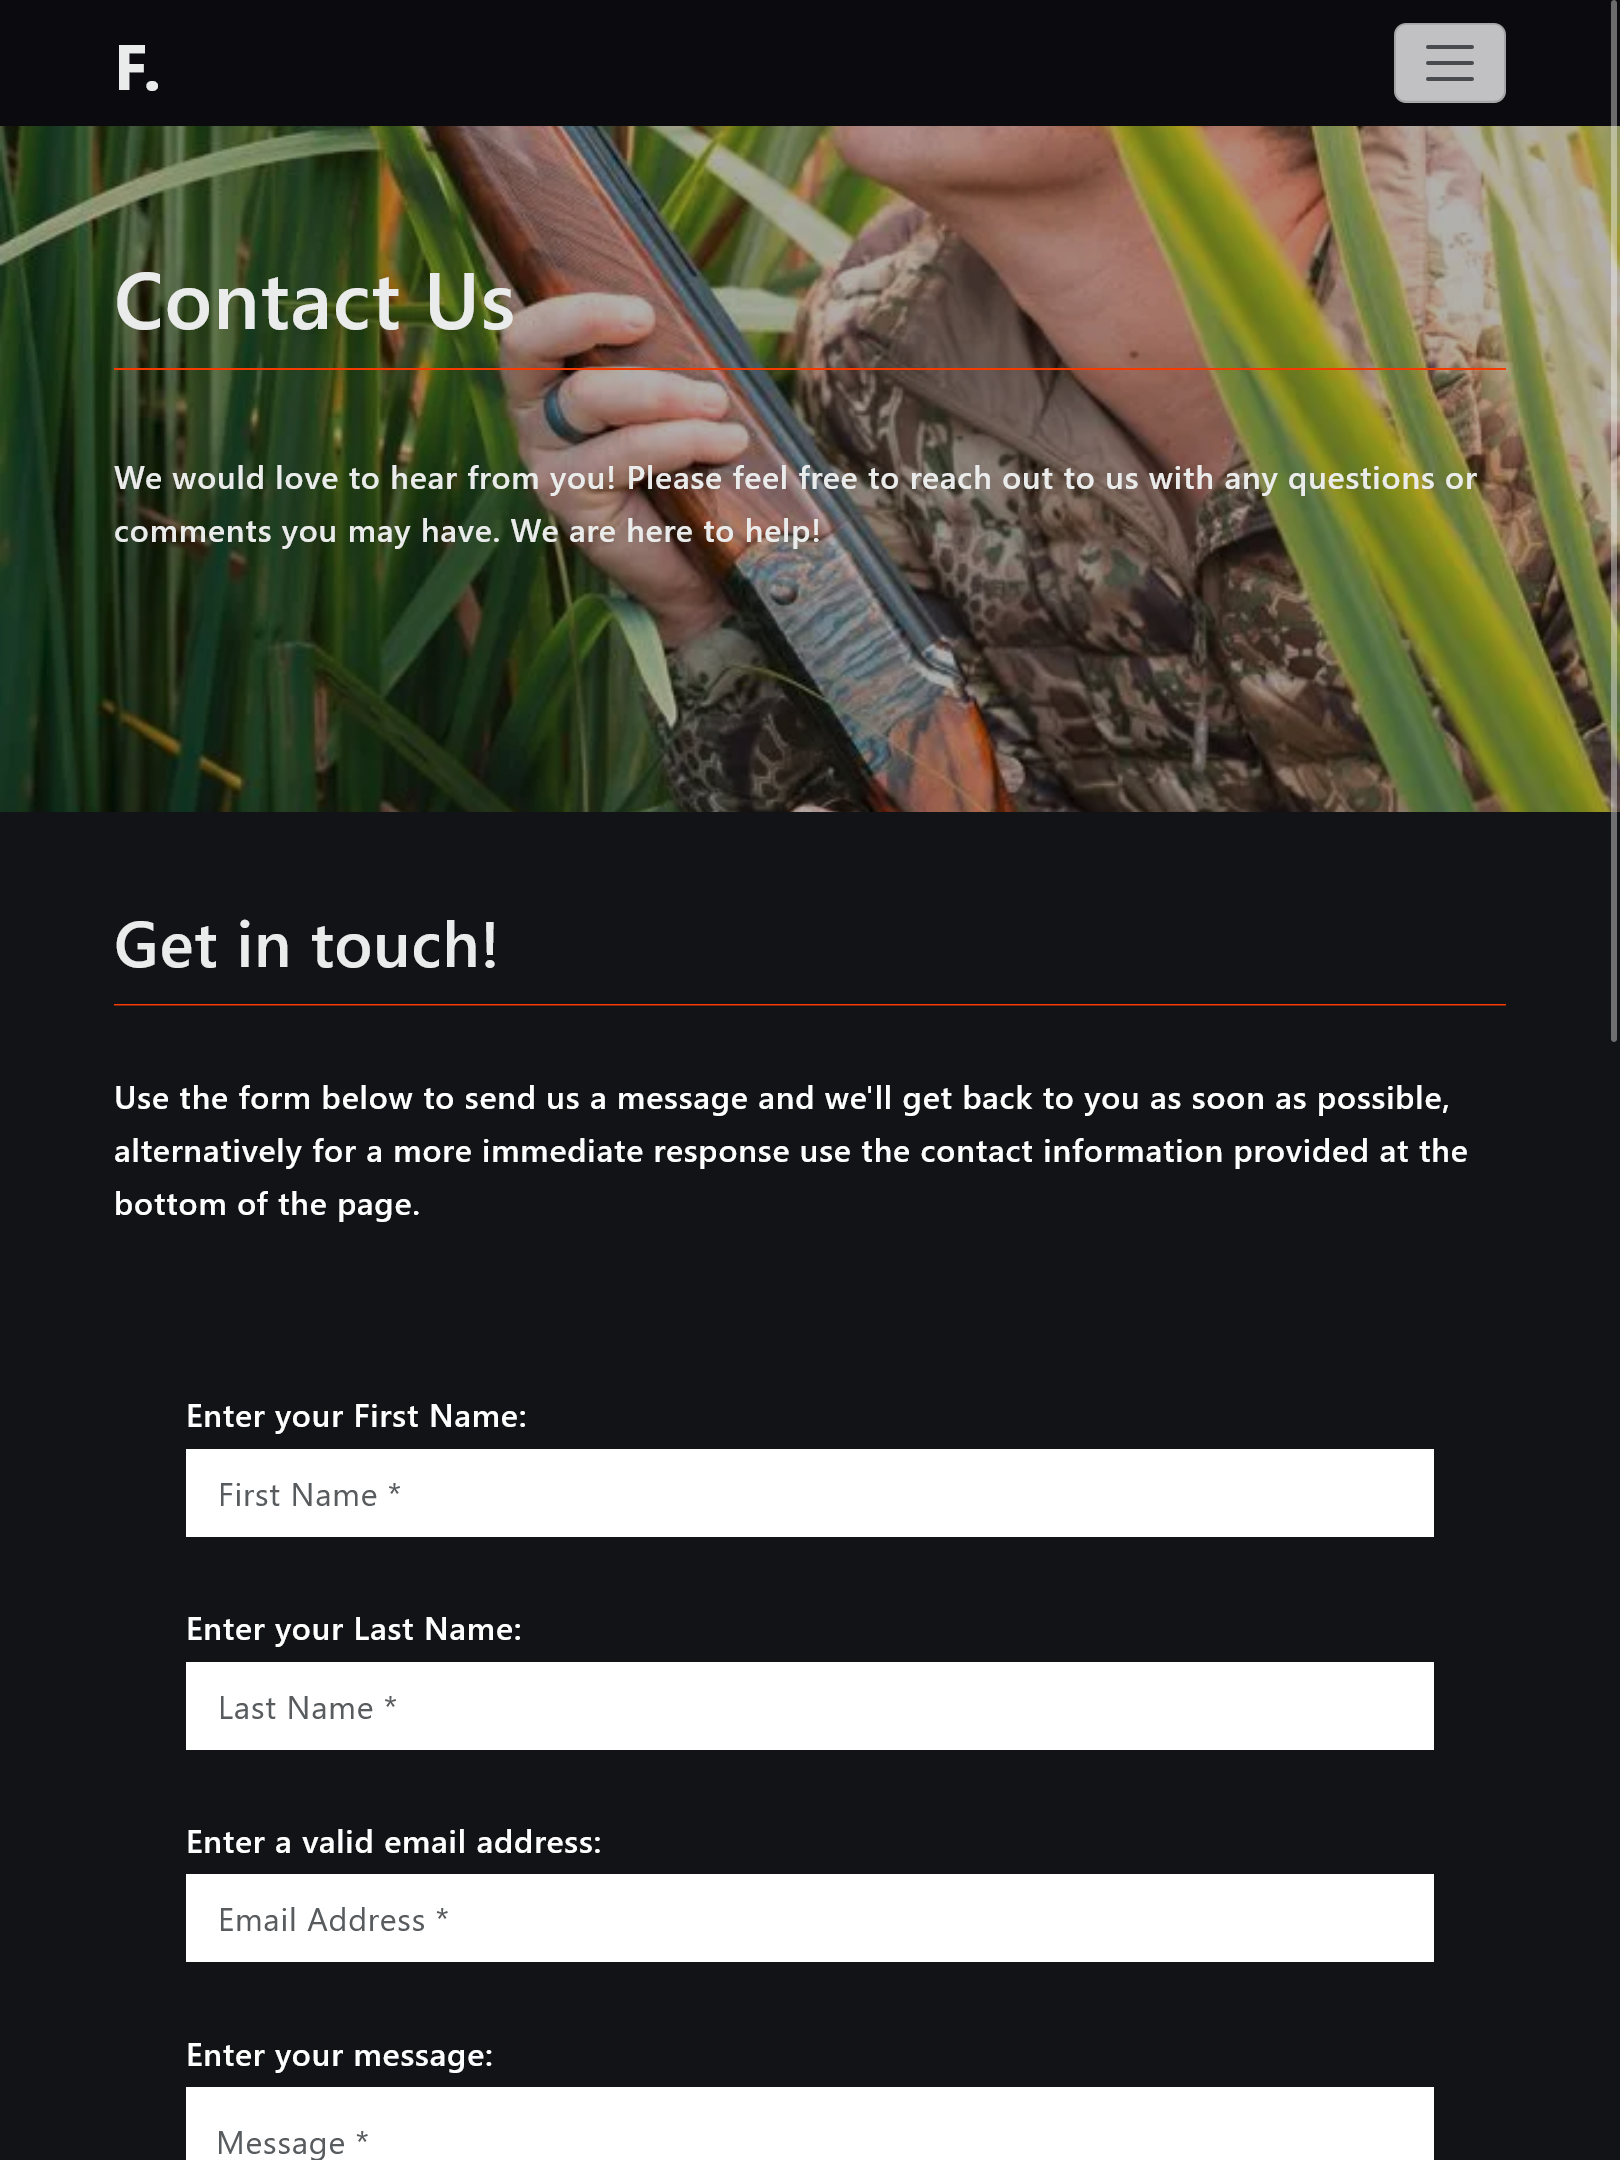 F.
Contact Us
We would love to hear from you! Please feel free to reach out to us with any questions or
comments you may have. We are here to help!
Get in touch!
Use the form below to send us a message and we'll get back to you as soon as possible,
alternatively for a more immediate response use the contact information provided at the
bottom of the page.
Enter your First Name:
First Name *
Enter your Last Name:
Last Name *
Enter a valid email address:
Email Address *
Enter your message:
Message *